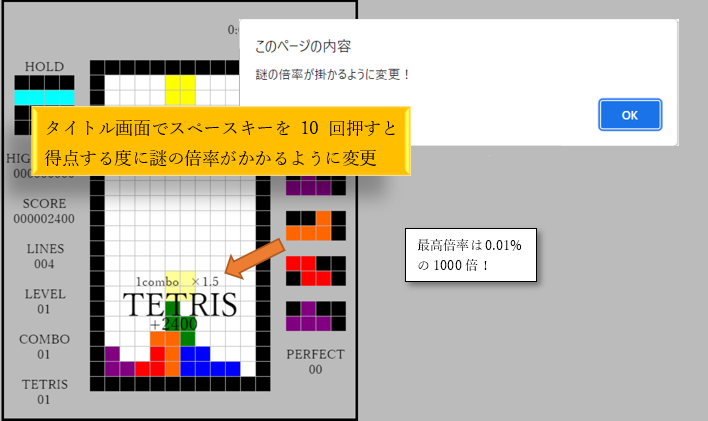 0:
このページの内容
謎の倍率が掛かるように変更！
OK
タイトル画面でスペースキーを 10 回押すと
得点する度に謎の倍率がかかるように変更
HOLD
HIG
SCORE
000002400
LINES
004
LEVEL
01
COMBO
01
TETRIS
01
1combo ×1.5
TETRIS
+2400
PERFECT
00
最高倍率は0.01%
の 1000 倍！